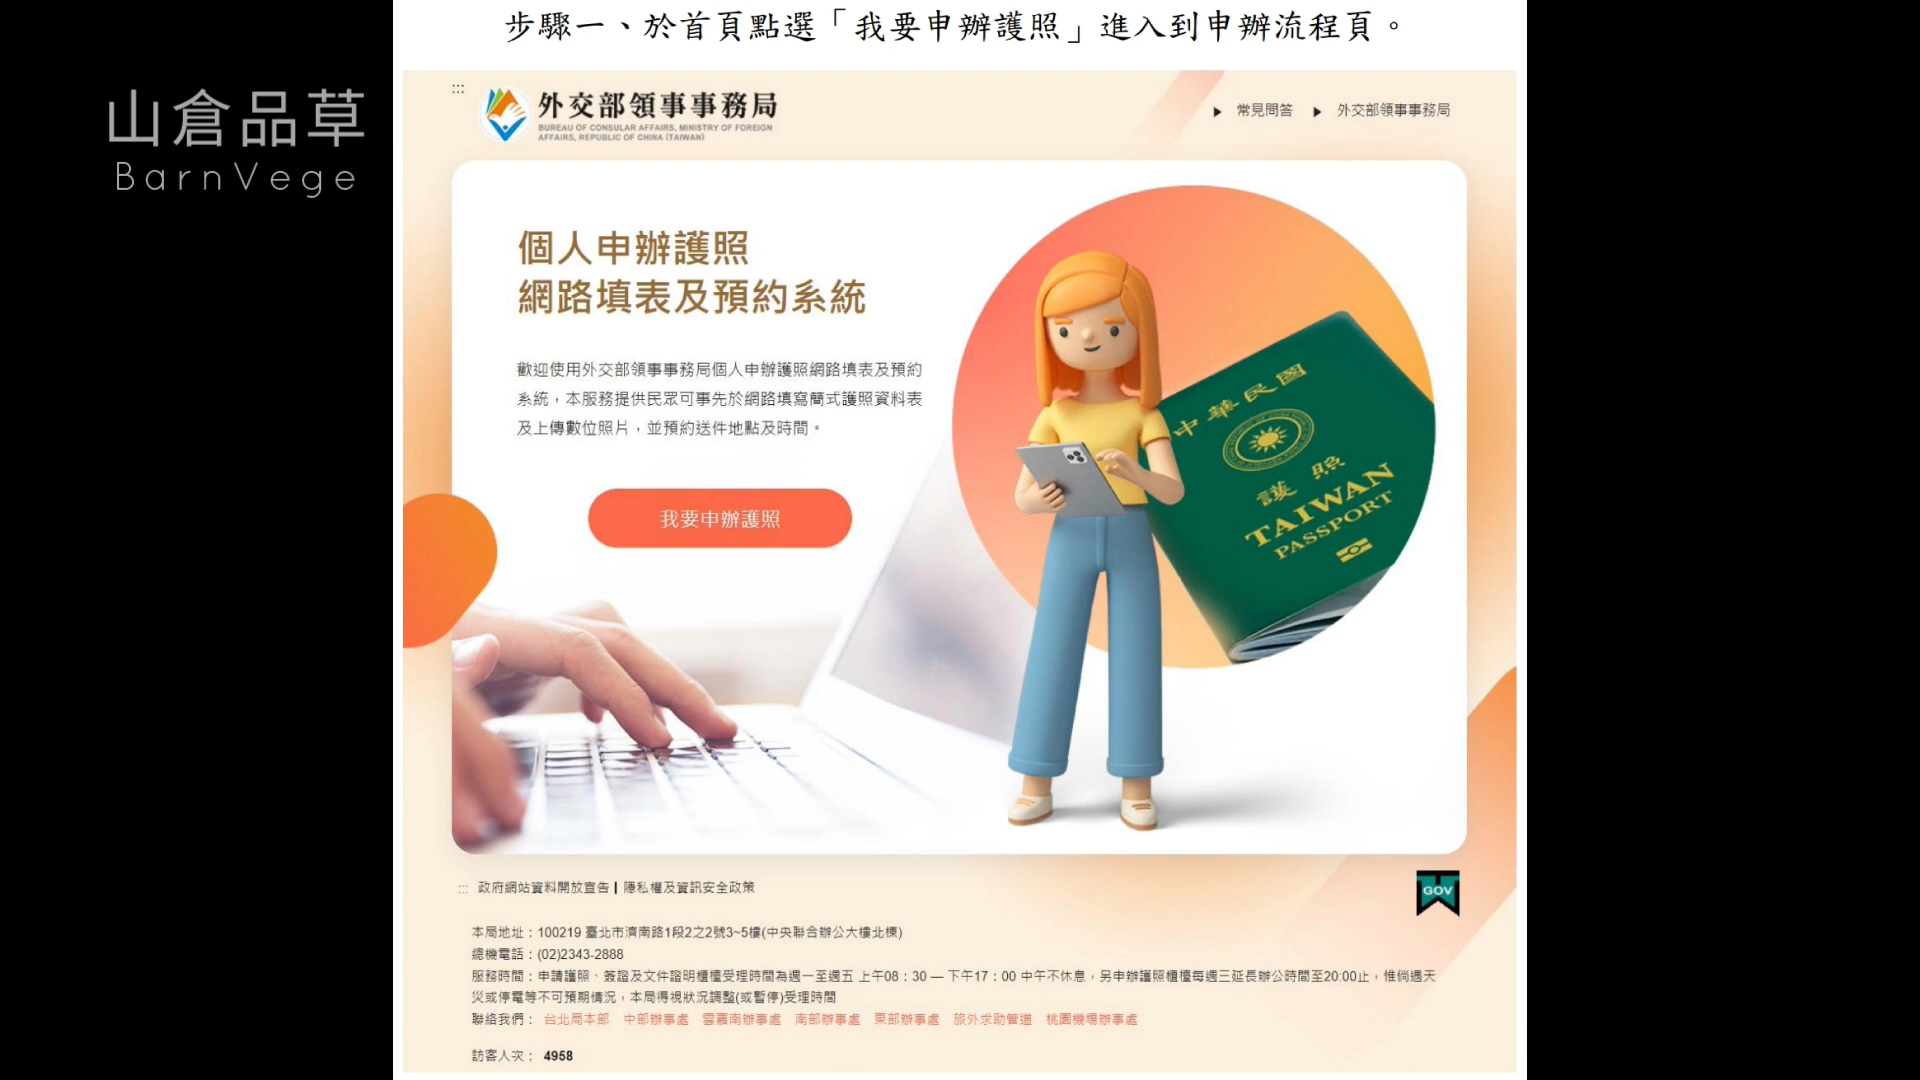 步驟一、於首頁點選「我要申辦護照」進入到申辦流程頁。
山倉品草
BarnVege
:::
外交部領事事務局
BUREAU OF CONSULAR AFFAIRS, MINISTRY OF FOREIGN
AFFAIRS, REPUBLIC OF CHINA (TAIWAN)
常見問答
外交部領事事務局
個人申辦護照
網路填表及預約系統
歡迎使用外交部領事事務局個人申辦護照網路填表及預約
系統，本服務提供民眾可事先於網路填寫簡式護照資料表
及上傳數位照片，並預約送件地點及時間。
我要申辦護照
中華民國
護照
TAIWAN
PASSPORT
::: 政府網站資料開放宣告 | 隱私權及資訊安全政策
GOV
本局地址：100219 臺北市濟南路1段2之2號3~5樓(中央聯合辦公大樓北棟)
總機電話：(02)2343-2888
服務時間：申請護照、簽證及文件證明櫃檯受理時間為週一至週五 上午08：30 — 下午17：00 中午不休息，另申辦護照櫃檯每週三延長辦公時間至20:00止，惟倘遇天
災或停電等不可預期情況，本局得視狀況調整(或暫停)受理時間
聯絡我們： 台北局本部 中部辦事處 雲嘉南辦事處 南部辦事處 東部辦事處 旅外求助管道 桃園機場辦事處
訪客人次： 4958